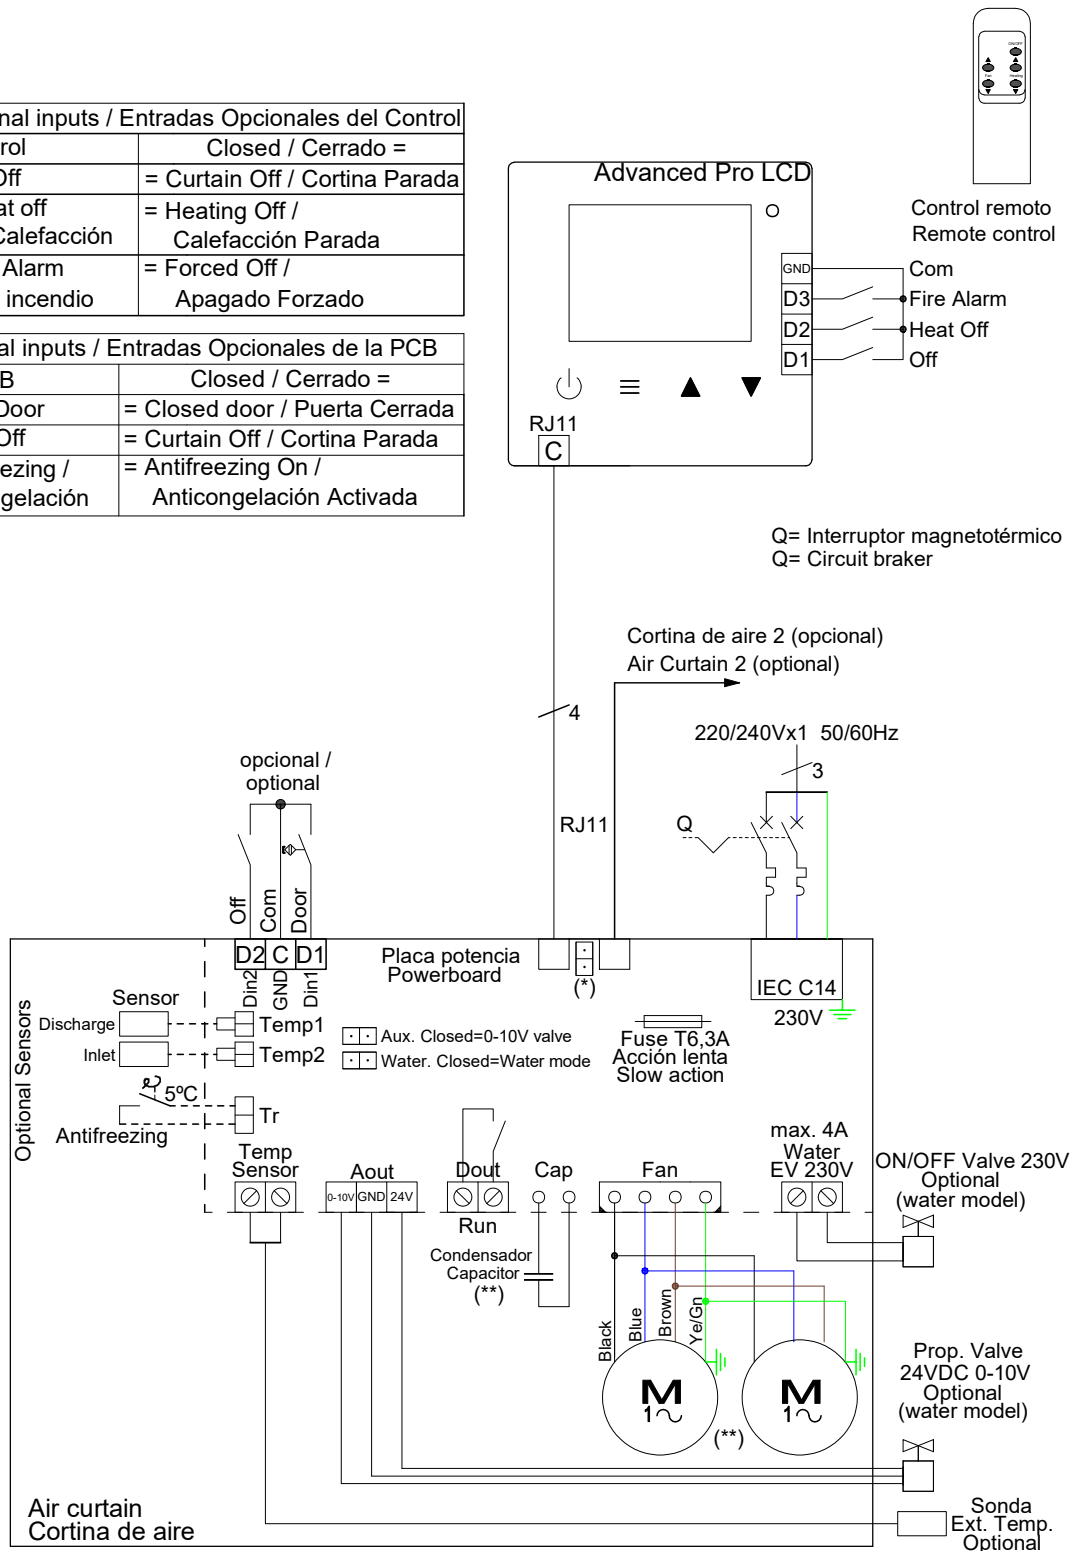 ON/OFF
Fan
Heating
Control remoto
Remote control
nal inputs / Entradas Opcionales del Control
rol
Closed / Cerrado =
Off
= Curtain Off / Cortina Parada
at off
= Heating Off /
Calefacción
Calefacción Parada
Alarm
= Forced Off /
incendio
Apagado Forzado
al inputs / Entradas Opcionales de la PCB
B
Closed / Cerrado =
Door
= Closed door / Puerta Cerrada
Off
= Curtain Off / Cortina Parada
ezing /
= Antifreezing On /
gelación
Anticongelación Activada
Advanced Pro LCD
GND
Com
D3
Fire Alarm
D2
Heat Off
D1
Off
RJ11
C
Q= Interruptor magnetotérmico
Q= Circuit braker
Cortina de aire 2 (opcional)
Air Curtain 2 (optional)
4
220/240Vx1 50/60Hz
3
opcional /
optional
RJ11
Q
Off
Com
Door
D2
C
D1
Din2
GND
Din1
Placa potencia
Powerboard
(*)
IEC C14
230V
Optional Sensors
Sensor
Discharge
Temp1
Inlet
Temp2
Aux. Closed=0-10V valve
Water. Closed=Water mode
Fuse T6,3A
Acción lenta
Slow action
5ºC
Tr
Antifreezing
Temp
Sensor
Aout
0-10V
GND
24V
Dout
Run
Cap
Fan
max. 4A
Water
EV 230V
ON/OFF Valve 230V
Optional
(water model)
Condensador
Capacitor
(**)
Black
Blue
Brown
Ye/Gn
M
1
M
1
(**)
Prop. Valve
24VDC 0-10V
Optional
(water model)
Air curtain
Cortina de aire
Sonda
Ext. Temp.
Optional